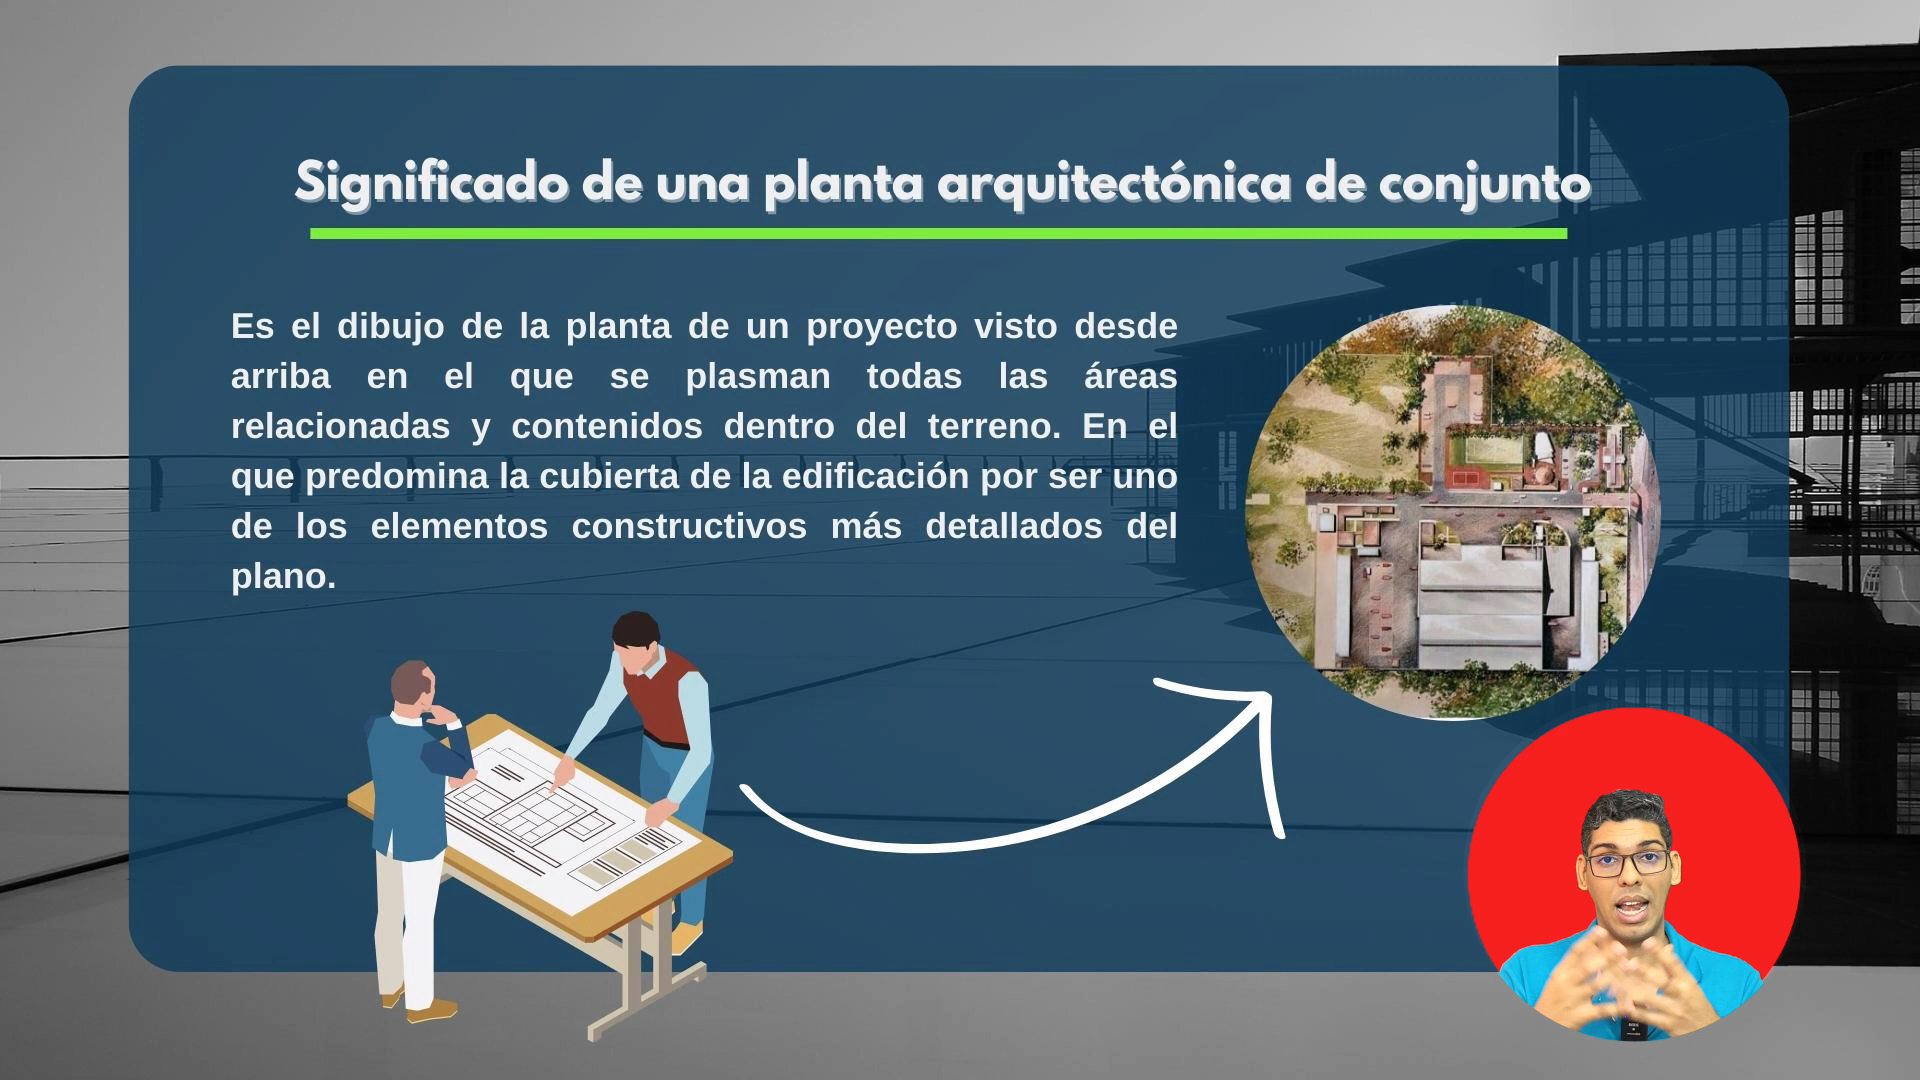 Significado de una planta arquitectónica de conjunto
Es el dibujo de la planta de un proyecto visto desde
arriba en el que se plasman todas las áreas
relacionadas y contenidos dentro del terreno. En el
que predomina la cubierta de la edificación por ser uno
de los elementos constructivos más detallados del
plano.